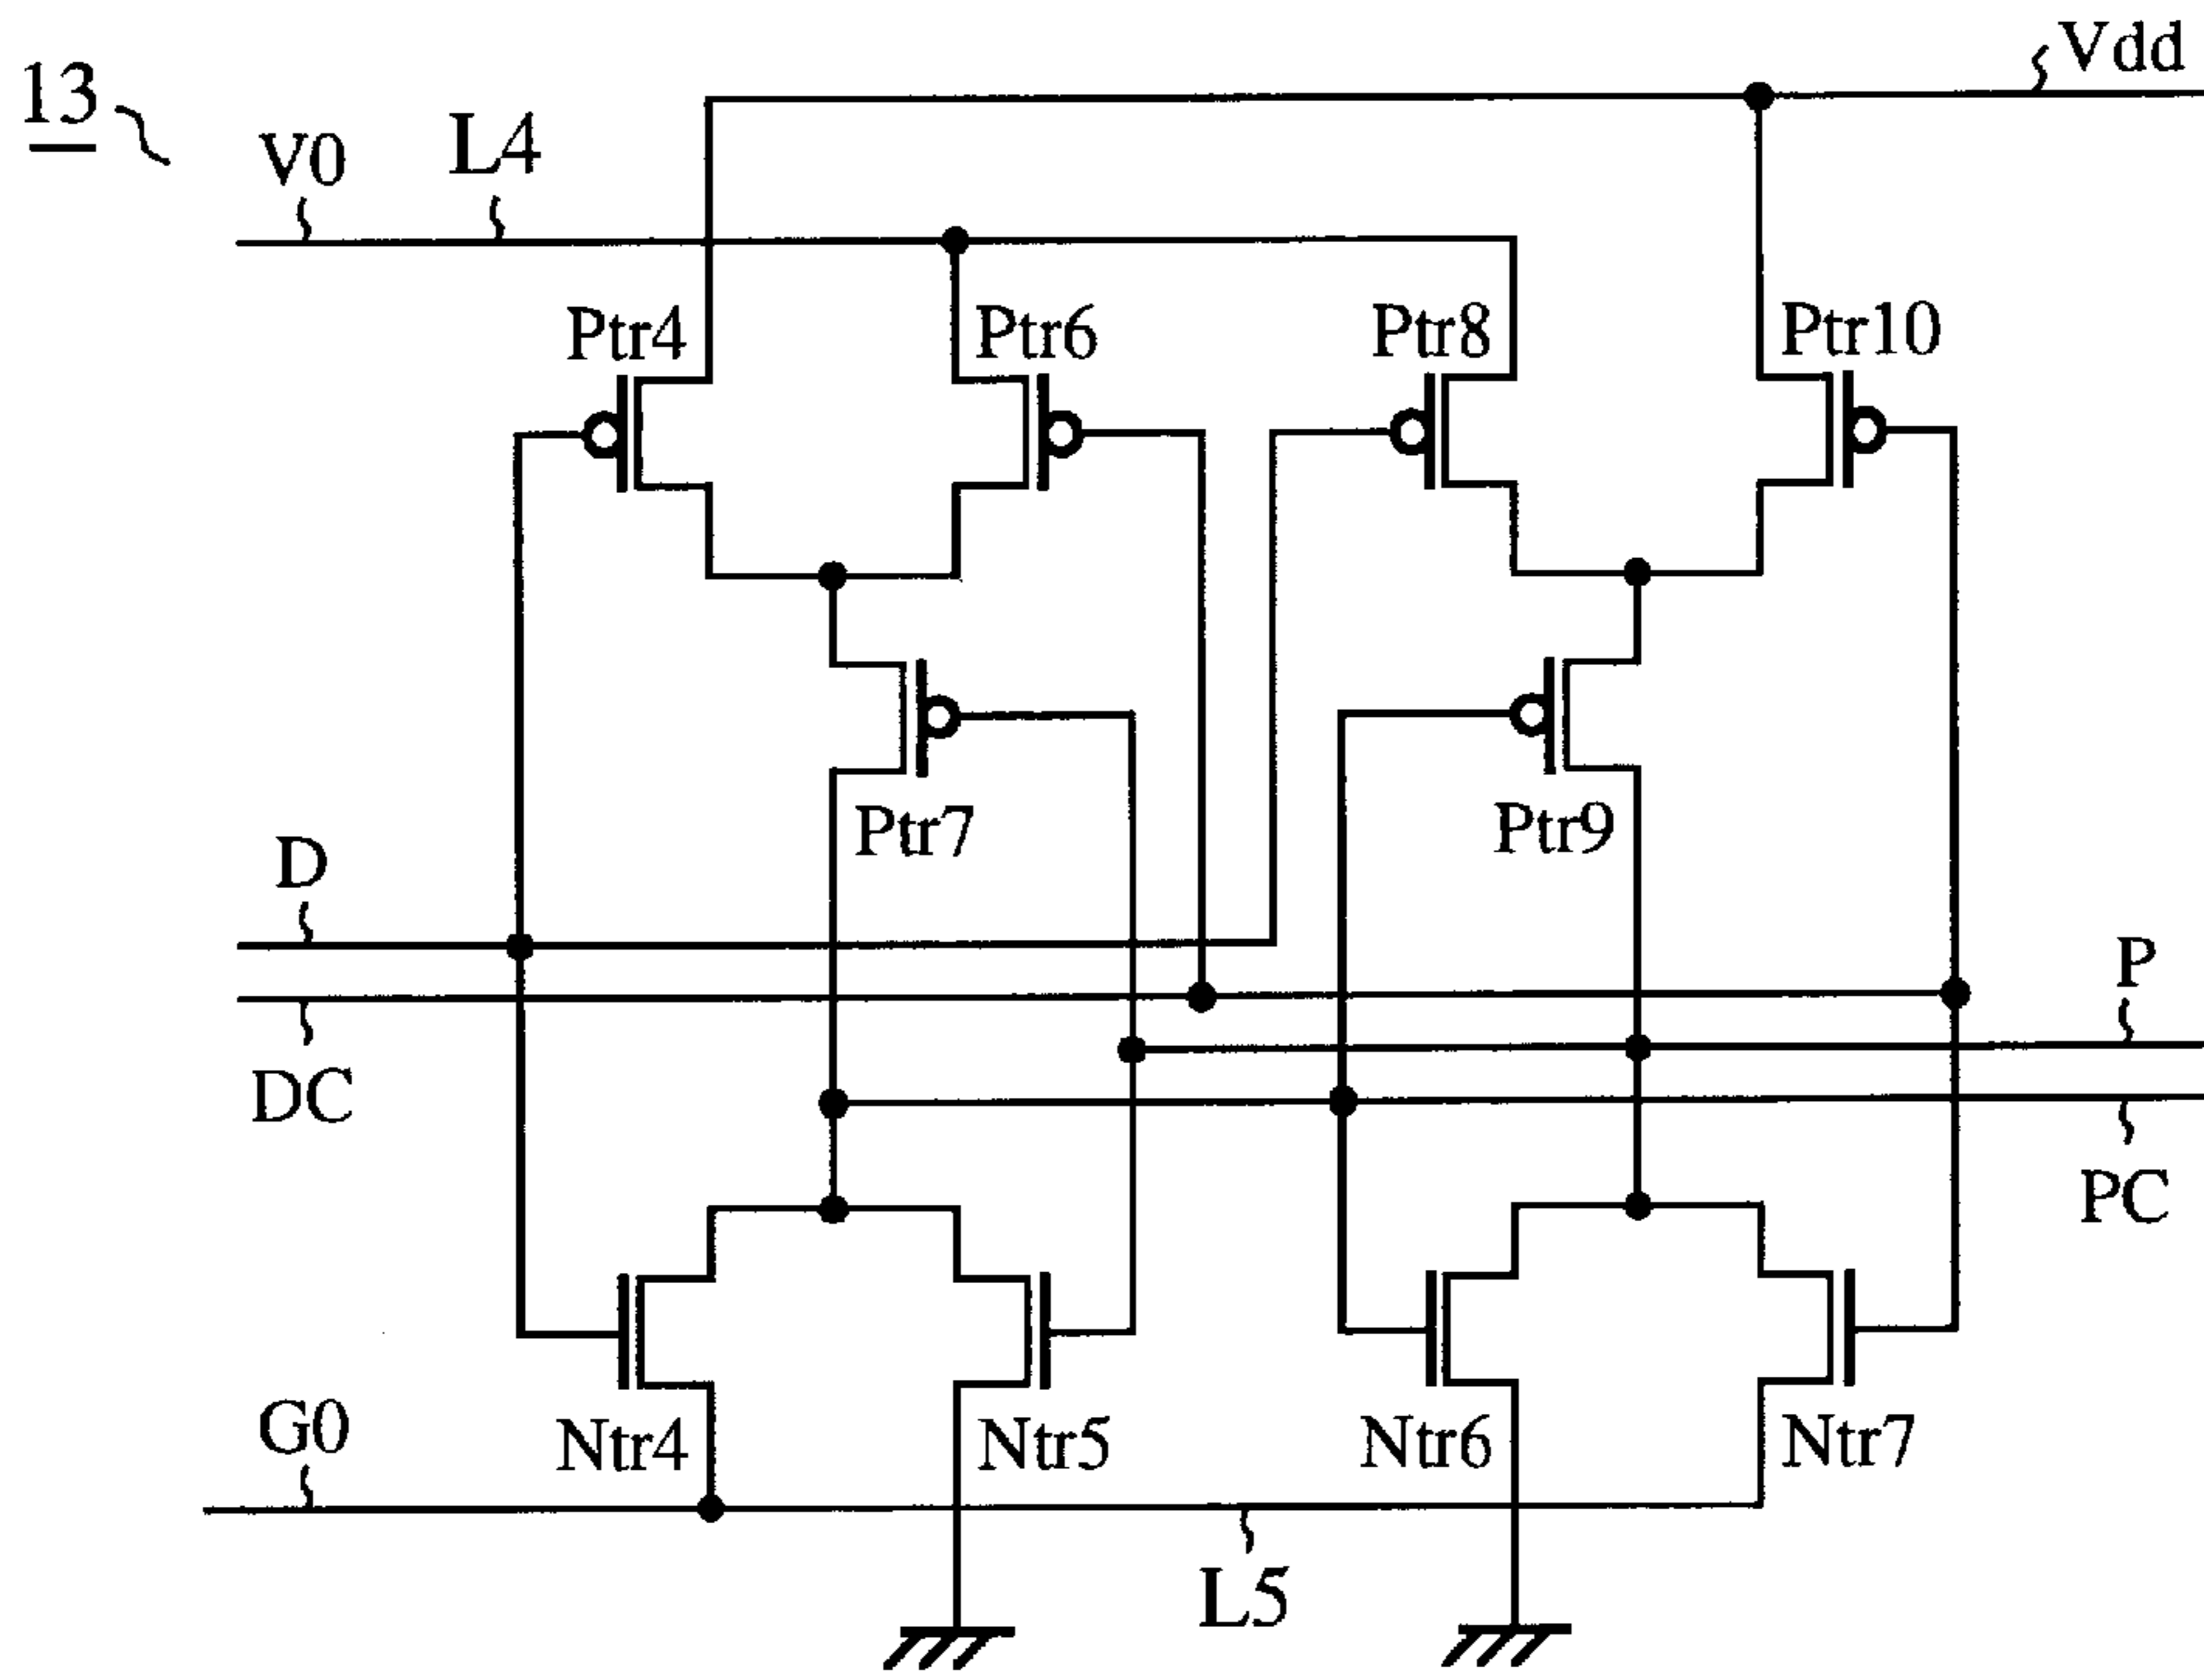 13
V0
L4
Vdd
Ptr4
Ptr6
Ptr8
Ptr10
Ptr7
Ptr9
D
DC
P
PC
G0
Ntr4
Ntr5
Ntr6
Ntr7
L5